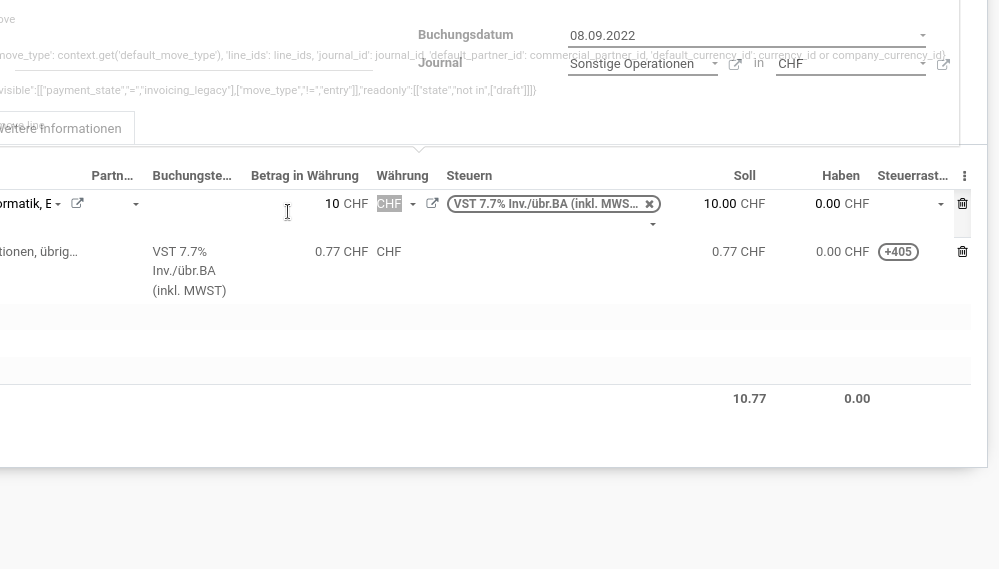 ove
Buchungsdatum 08.09.2022
move_type': context.get('default_move_type'), 'line_ids': line_ids, 'journal_id': journal_id, 'default_partner_id': commercial_partner_id, 'default_currency_id': currency_id or company_currency_id}
Journal Sonstige Operationen in CHF
visible":[["payment_state","=","invoicing_legacy"],["move_type","!=","entry"]],"readonly":[["state","not in",["draft"]]]}
Weitere Informationen
Partn... Buchungste... Betrag in Währung Währung Steuern Soll Haben Steuerrast...
ormatik, E 10 CHF CHF VST 7.7% Inv./übr.BA (inkl. MWS... 10.00 CHF 0.00 CHF
tionen, übrig... VST 7.7% 0.77 CHF CHF 0.77 CHF 0.00 CHF +405
Inv./übr.BA
(inkl. MWST)
10.77 0.00